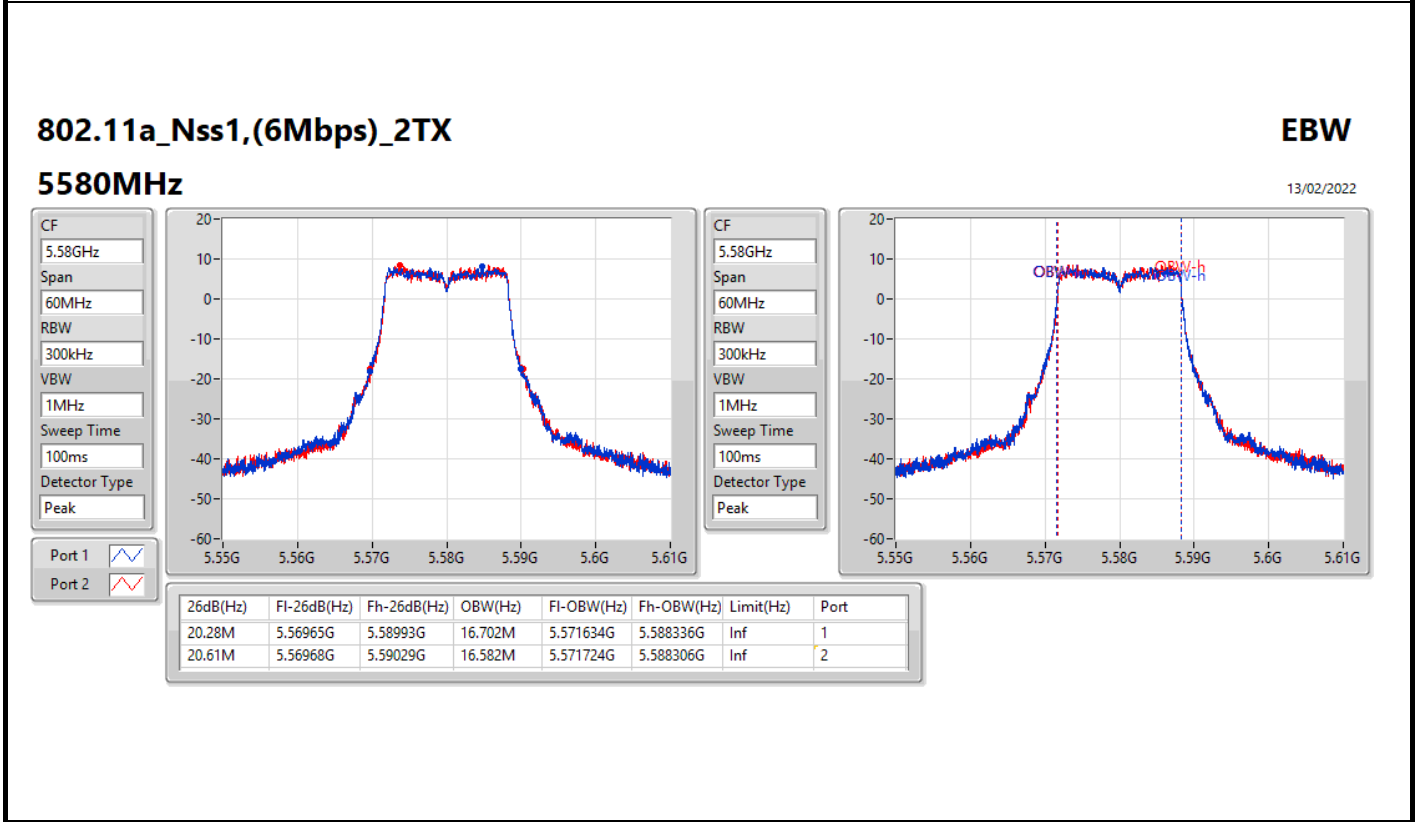 802.11a_Nss1,(6Mbps)_2TX
EBW
5580MHz
13/02/2022
CF
5.58GHz
Span
60MHz
RBW
300kHz
VBW
1MHz
Sweep Time
100ms
Detector Type
Peak
Port 1
Port 2
20
10
0
-10
-20
-30
-40
-50
-60
5.55G 5.56G 5.57G 5.58G 5.59G 5.6G 5.61G
CF
5.58GHz
Span
60MHz
RBW
300kHz
VBW
1MHz
Sweep Time
100ms
Detector Type
Peak
20
10
0
-10
-20
-30
-40
-50
-60
OBW-h
OBW-h
5.55G 5.56G 5.57G 5.58G 5.59G 5.6G 5.61G
26dB(Hz) Fl-26dB(Hz) Fh-26dB(Hz) OBW(Hz) Fl-OBW(Hz) Fh-OBW(Hz) Limit(Hz) Port
20.28M 5.56965G 5.58993G 16.702M 5.571634G 5.588336G Inf 1
20.61M 5.56968G 5.59029G 16.582M 5.571724G 5.588306G Inf 2